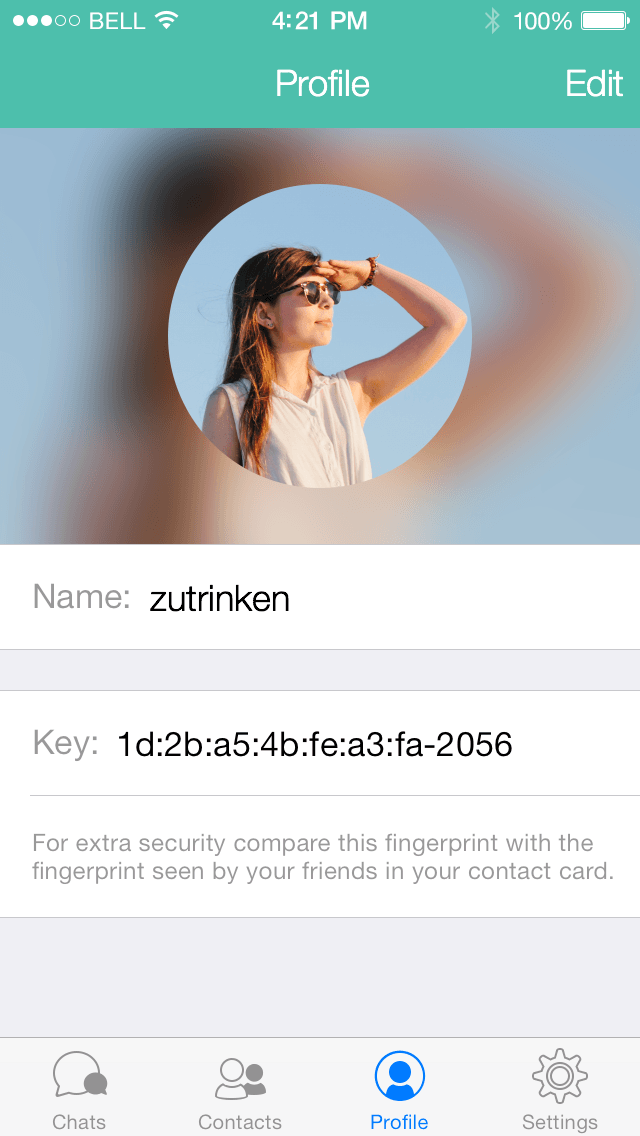 BELL 4:21 PM 100%
Profile Edit
Name: zutrinken
Key: 1d:2b:a5:4b:fe:a3:fa-2056
For extra security compare this fingerprint with the
fingerprint seen by your friends in your contact card.
Chats Contacts Profile Settings